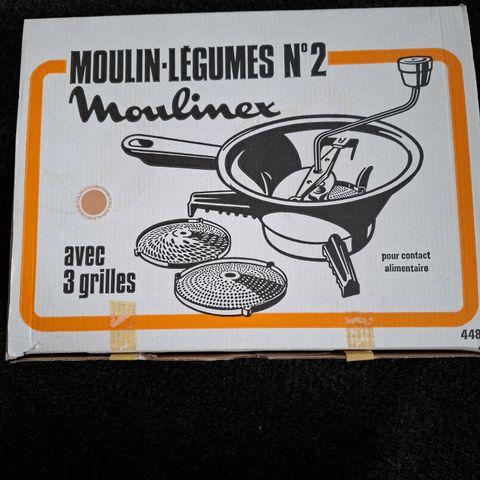 MOULIN-LÉGUMES N° 2
Moulinex
avec
3 grilles
pour contact
alimentaire
448